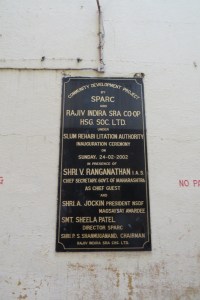 COMMUNITY DEVELOPMENT PROJECT
BY
SPARC
AND
RAJIV INDIRA SRA CO-OP
HSG SOC LTD.
UNDER
SLUM REHABILITATION AUTHORITY
INAUGURATION CEREMONY
ON
SUNDAY, 24-02-2002
IN PRESENCE OF
SHRI V. RANGANATHAN I.A.S
CHIEF SECRETARY GOVT OF MAHARASHTRA
AS CHIEF GUEST
AND
SHRI. A. JOCKIN PRESIDENT NSDF
MAGSAYSAY AWARDEE
SMT. SHEELA PATEL
DIRECTOR SPARC
SHRI P. S. SHANMUGANAND, CHAIRMAN
RAJIV INDIRA SRA SOC. LTD.
NO